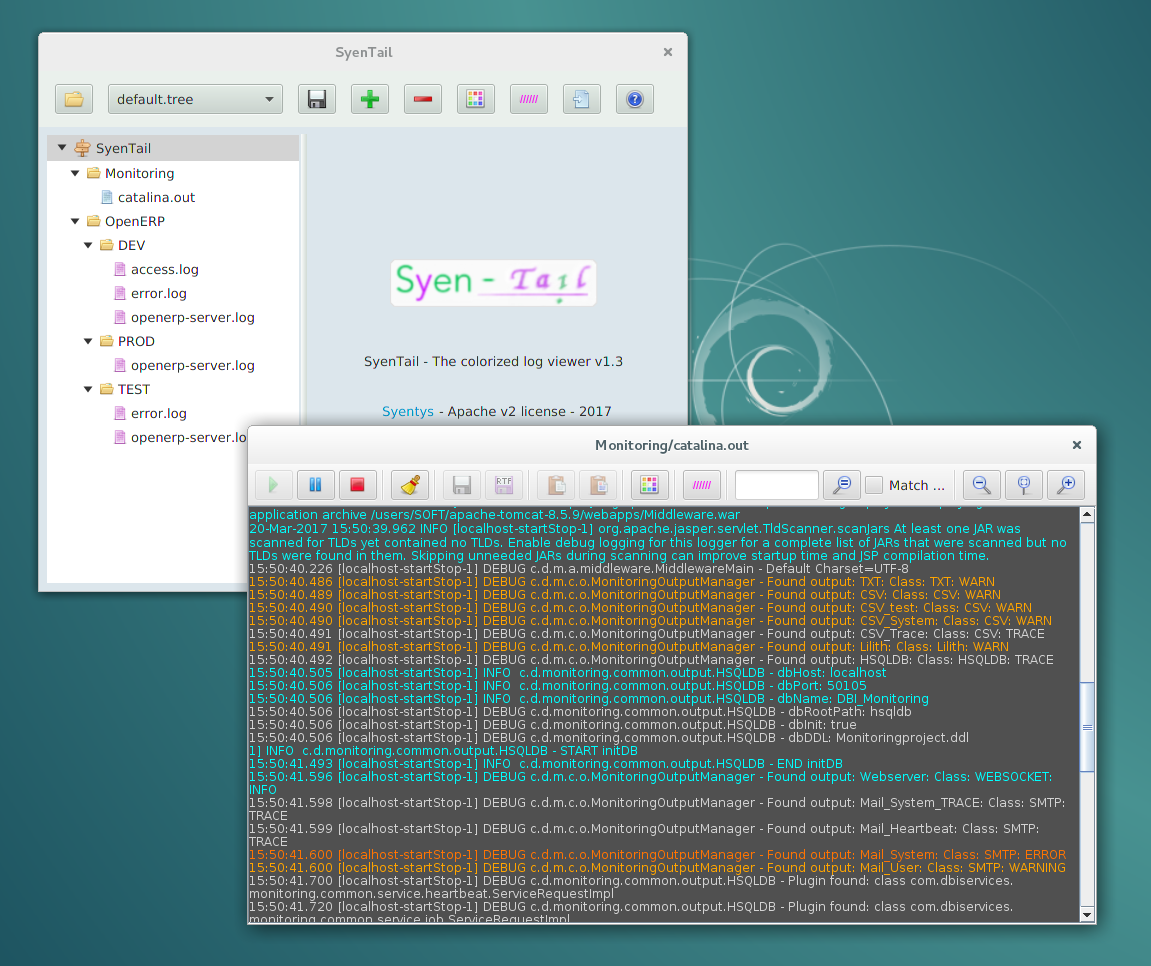 SyenTail
default.tree
SyenTail
Monitoring
catalina.out
OpenERP
DEV
access.log
error.log
openerp-server.log
PROD
openerp-server.log
TEST
error.log
openerp-server.lo
Syen - Tail
SyenTail - The colorized log viewer v1.3
Syentys - Apache v2 license - 2017
Monitoring/catalina.out
RTF
Match ...
application archive /users/SOFT/apache-tomcat-8.5.9/webapps/Middleware.war
20-Mar-2017 15:50:39.962 INFO [localhost-startStop-1] org.apache.jasper.servlet.TldScanner.scanJars At least one JAR was
scanned for TLDs yet contained no TLDs. Enable debug logging for this logger for a complete list of JARs that were scanned but no
TLDs were found in them. Skipping unneeded JARs during scanning can improve startup time and JSP compilation time.
15:50:40.226 [localhost-startStop-1] DEBUG c.d.m.a.middleware.MiddlewareMain - Default Charset=UTF-8
15:50:40.486 [localhost-startStop-1] DEBUG c.d.m.c.o.MonitoringOutputManager - Found output: TXT: Class: TXT: WARN
15:50:40.489 [localhost-startStop-1] DEBUG c.d.m.c.o.MonitoringOutputManager - Found output: CSV: Class: CSV: WARN
15:50:40.490 [localhost-startStop-1] DEBUG c.d.m.c.o.MonitoringOutputManager - Found output: CSV_test: Class: CSV: WARN
15:50:40.490 [localhost-startStop-1] DEBUG c.d.m.c.o.MonitoringOutputManager - Found output: CSV_System: Class: CSV: WARN
15:50:40.491 [localhost-startStop-1] DEBUG c.d.m.c.o.MonitoringOutputManager - Found output: CSV_Trace: Class: CSV: TRACE
15:50:40.491 [localhost-startStop-1] DEBUG c.d.m.c.o.MonitoringOutputManager - Found output: Lilith: Class: Lilith: WARN
15:50:40.492 [localhost-startStop-1] DEBUG c.d.m.c.o.MonitoringOutputManager - Found output: HSQLDB: Class: HSQLDB: TRACE
15:50:40.505 [localhost-startStop-1] INFO  c.d.monitoring.common.output.HSQLDB - dbHost: localhost
15:50:40.506 [localhost-startStop-1] INFO  c.d.monitoring.common.output.HSQLDB - dbPort: 50105
15:50:40.506 [localhost-startStop-1] INFO  c.d.monitoring.common.output.HSQLDB - dbName: DBI_Monitoring
15:50:40.506 [localhost-startStop-1] DEBUG c.d.monitoring.common.output.HSQLDB - dbRootPath: hsqldb
15:50:40.506 [localhost-startStop-1] DEBUG c.d.monitoring.common.output.HSQLDB - dbInit: true
15:50:40.506 [localhost-startStop-1] DEBUG c.d.monitoring.common.output.HSQLDB - dbDDL: Monitoringproject.ddl
1] INFO  c.d.monitoring.common.output.HSQLDB - START initDB
15:50:41.493 [localhost-startStop-1] INFO  c.d.monitoring.common.output.HSQLDB - END initDB
15:50:41.596 [localhost-startStop-1] DEBUG c.d.m.c.o.MonitoringOutputManager - Found output: Webserver: Class: WEBSOCKET:
INFO
15:50:41.598 [localhost-startStop-1] DEBUG c.d.m.c.o.MonitoringOutputManager - Found output: Mail_System_TRACE: Class: SMTP:
TRACE
15:50:41.599 [localhost-startStop-1] DEBUG c.d.m.c.o.MonitoringOutputManager - Found output: Mail_Heartbeat: Class: SMTP:
TRACE
15:50:41.600 [localhost-startStop-1] DEBUG c.d.m.c.o.MonitoringOutputManager - Found output: Mail_System: Class: SMTP: ERROR
15:50:41.600 [localhost-startStop-1] DEBUG c.d.m.c.o.MonitoringOutputManager - Found output: Mail_User: Class: SMTP: WARNING
15:50:41.700 [localhost-startStop-1] DEBUG c.d.monitoring.common.output.HSQLDB - Plugin found: class com.dbiservices.
monitoring.common.service.heartbeat.ServiceRequestImpl
15:50:41.720 [localhost-startStop-1] DEBUG c.d.monitoring.common.output.HSQLDB - Plugin found: class com.dbiservices.
monitoring.common.service.job.ServiceRequestImpl